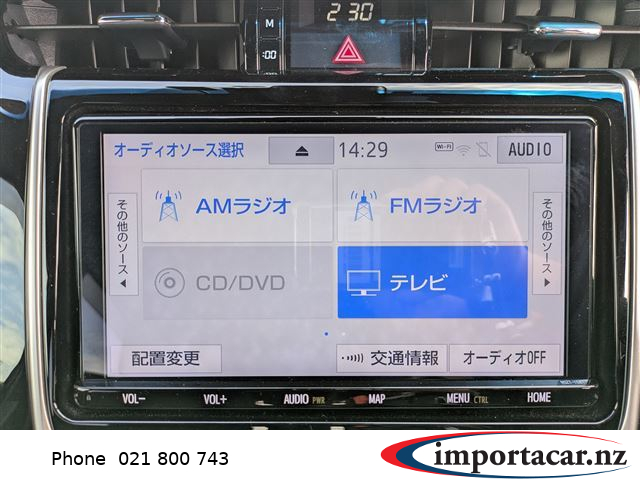 2 30
M
:00
オーディオソース選択
14:29
Wi-Fi
AUDIO
その他のソース
AMラジオ
FMラジオ
その他のソース
CD/DVD
テレビ
配置変更
交通情報
オーディオOFF
VOL-
VOL+
AUDIO PWR
MAP
MENU CTRL
HOME
Phone 021 800 743
importacar.nz